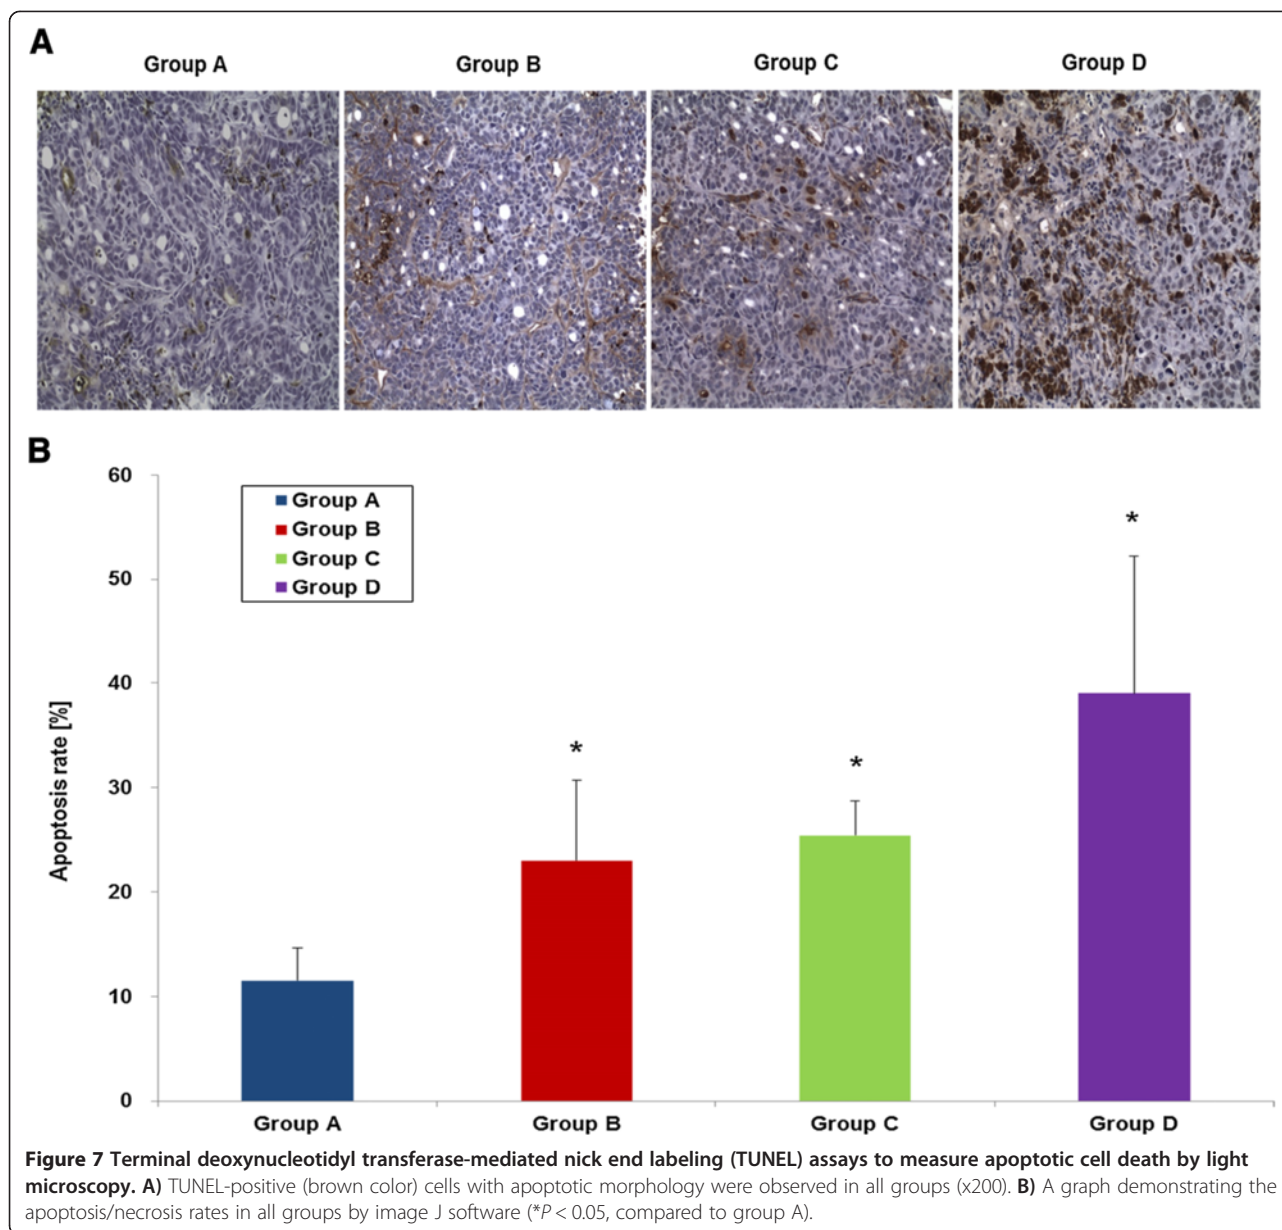 A
Group A Group B Group C Group D
B
60
50
40
30
20
10
0
Apoptosis rate [%]
Group A
Group B
Group C
Group D
*
*
*
Group A Group B Group C Group D
Figure 7 Terminal deoxynucleotidyl transferase-mediated nick end labeling (TUNEL) assays to measure apoptotic cell death by light
microscopy. A) TUNEL-positive (brown color) cells with apoptotic morphology were observed in all groups (x200). B) A graph demonstrating the
apoptosis/necrosis rates in all groups by image J software (*P < 0.05, compared to group A).